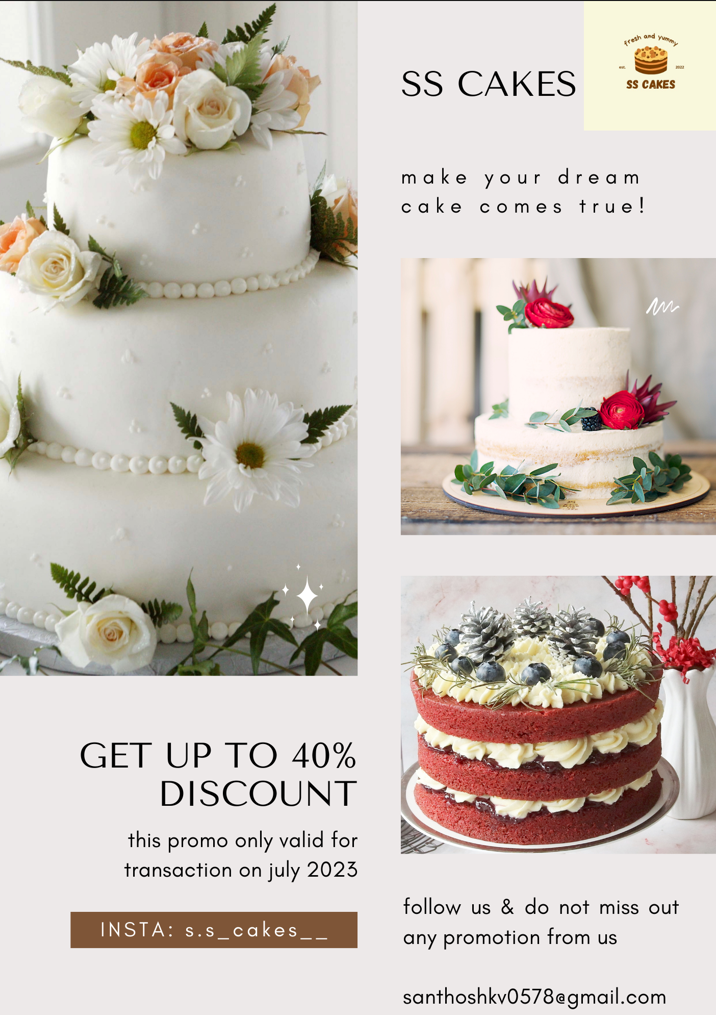 SS CAKES
fresh and yummy
est.
2022
SS CAKES
make your dream
cake comes true!
GET UP TO 40%
DISCOUNT
this promo only valid for
transaction on july 2023
INSTA: s.s_cakes__
follow us & do not miss out
any promotion from us
santhoshkv0578@gmail.com